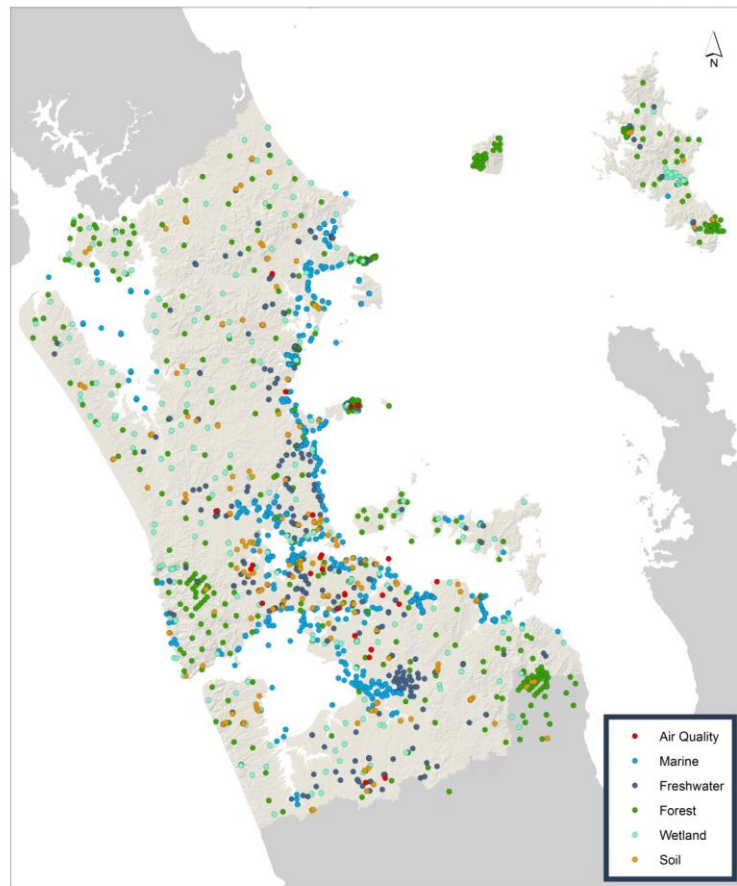 N
Air Quality
Marine
Freshwater
Forest
Wetland
Soil